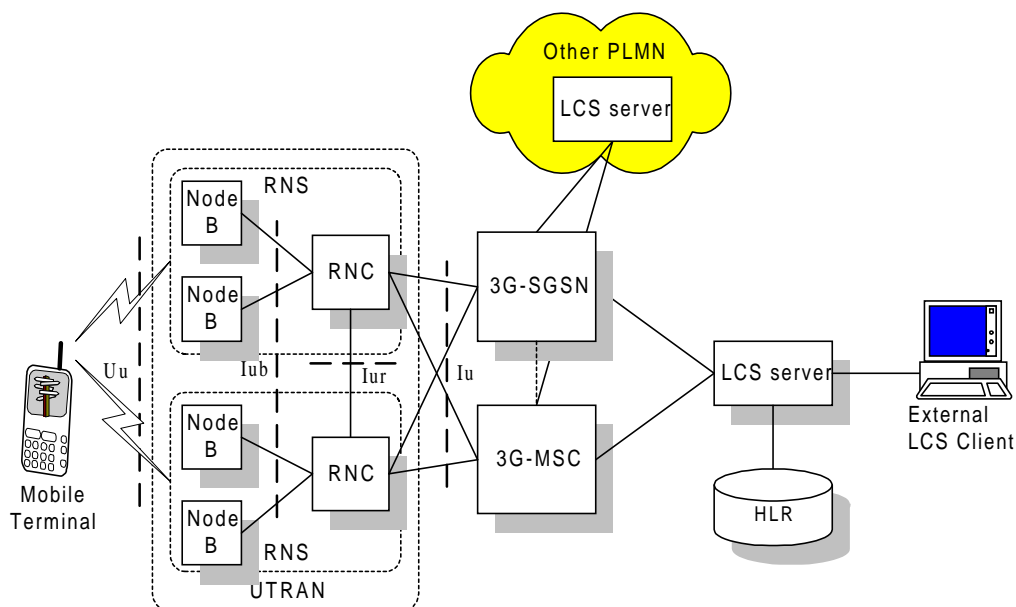 Other PLMN
LCS server
RNS
Node
B
RNC
Node
B
3G-SGSN
Uu
Iub
Iur
Iu
LCS server
External
LCS Client
Node
B
RNC
3G-MSC
Mobile
Terminal
Node
B
HLR
RNS
UTRAN